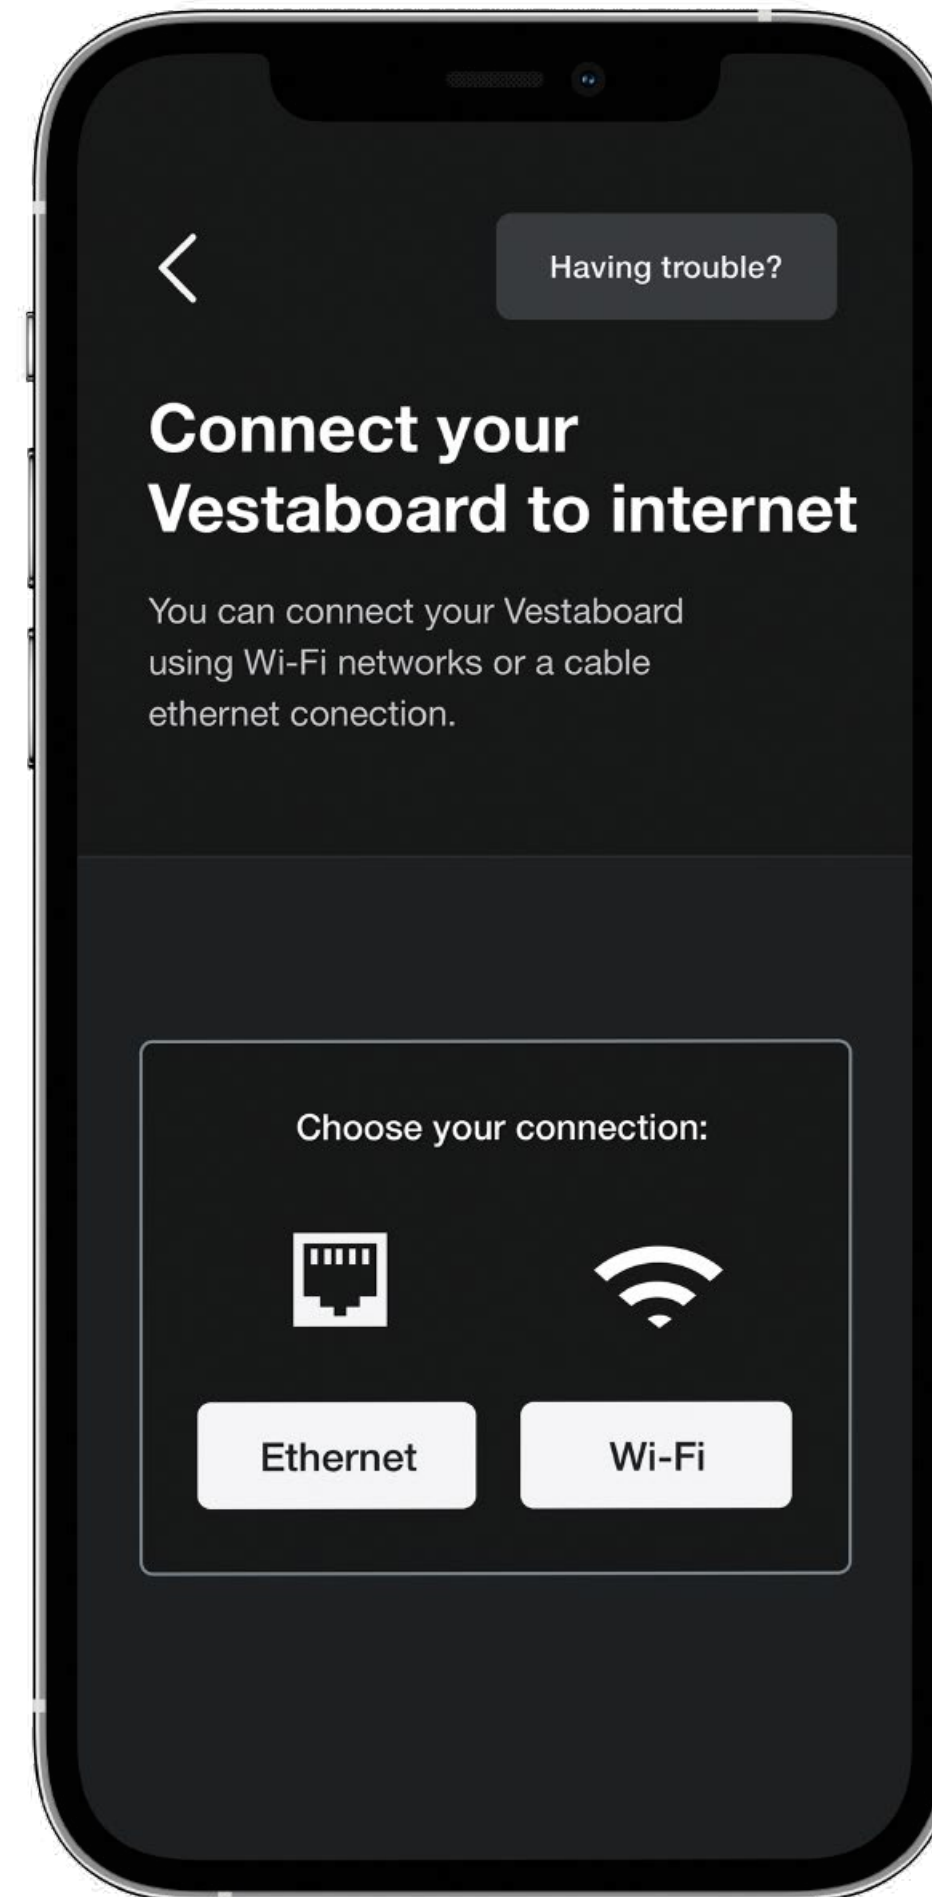 Having trouble?
Connect your
Vestaboard to internet
You can connect your Vestaboard
using Wi-Fi networks or a cable
ethernet conection.
Choose your connection:
Ethernet
Wi-Fi